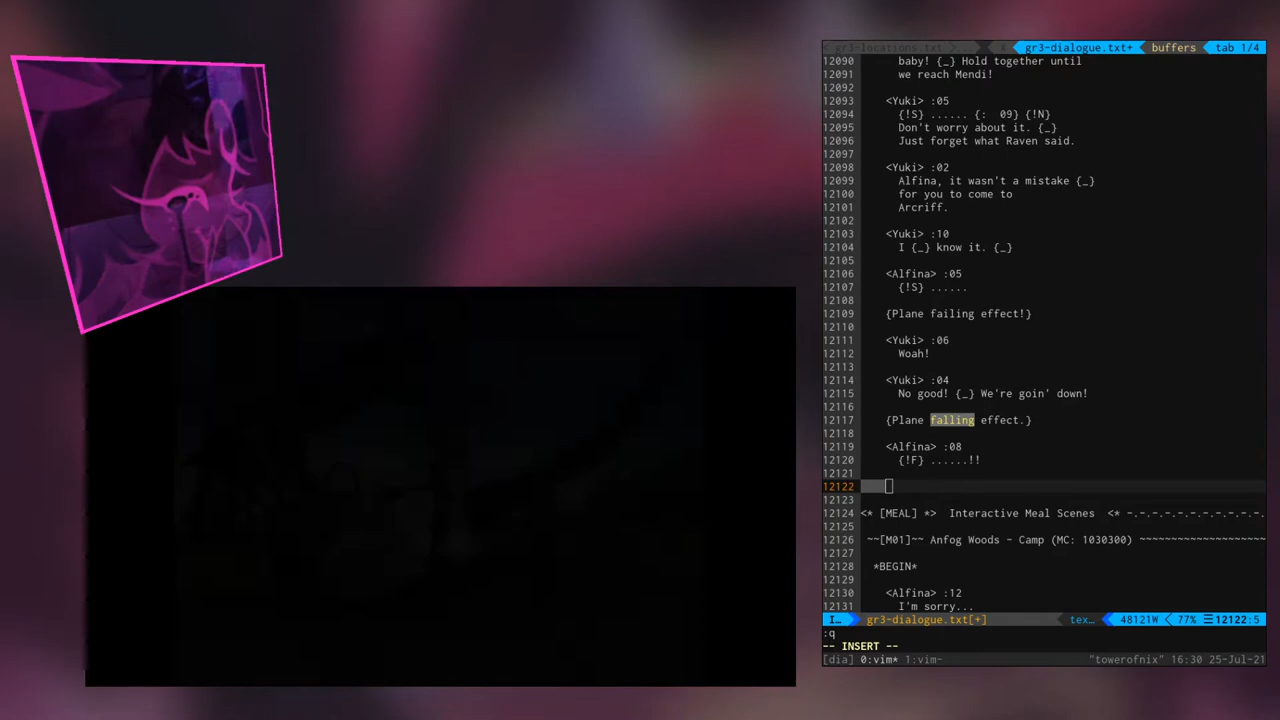 < gr3-locations.txt >... X gr3-dialogue.txt+ buffers tab 1/4
12090 baby! {_} Hold together until
12091 we reach Mendi!
12092
12093 <Yuki> :05
12094 {!S} ...... {:  09} {!N}
12095 Don't worry about it. {_}
12096 Just forget what Raven said.
12097
12098 <Yuki> :02
12099 Alfina, it wasn't a mistake {_}
12100 for you to come to
12101 Arcriff.
12102
12103 <Yuki> :10
12104 I {_} know it. {_}
12105
12106 <Alfina> :05
12107 {!S} ......
12108
12109 {Plane failing effect!}
12110
12111 <Yuki> :06
12112 Woah!
12113
12114 <Yuki> :04
12115 No good! {_} We're goin' down!
12116
12117 {Plane falling effect.}
12118
12119 <Alfina> :08
12120 {!F} ......!!
12121
12122
12123
12124 <* [MEAL] *>  Interactive Meal Scenes  <* -.-.-.-.-.-.-.-.-.-.
12125
12126 ~~[M01]~~ Anfog Woods ~ Camp (MC: 1030300) ~~~~~~~~~~~~~~~~~~~~
12127
12128 *BEGIN*
12129
12130 <Alfina> :12
12131 I'm sorry...
I… gr3-dialogue.txt[+] tex… < 48121W < 77% ☰12122:5
:q
-- INSERT --
[dia] 0:vim* 1:vim- "towerofnix" 16:30 25-Jul-21